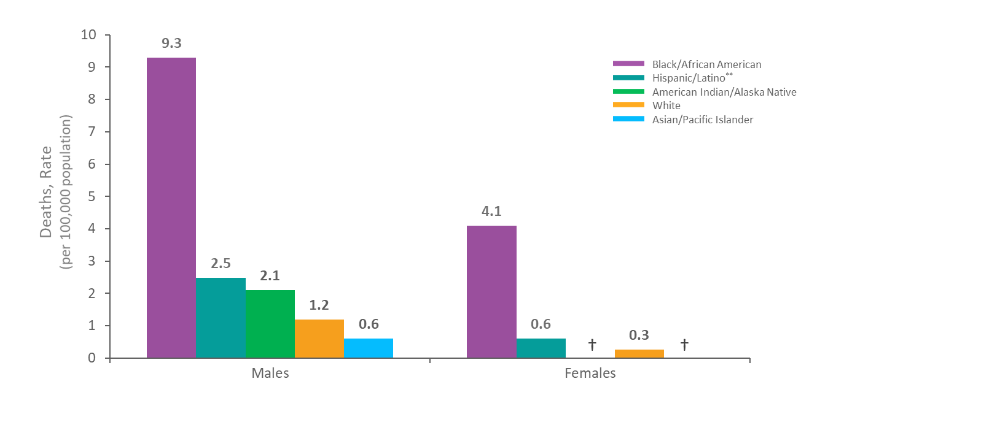 10
9
8
7
6
5
4
3
2
1
0
Deaths, Rate
(per 100,000 population)
9.3
2.5
2.1
1.2
0.6
4.1
0.6
†
0.3
†
Males
Females
Black/African American
Hispanic/Latino**
American Indian/Alaska Native
White
Asian/Pacific Islander